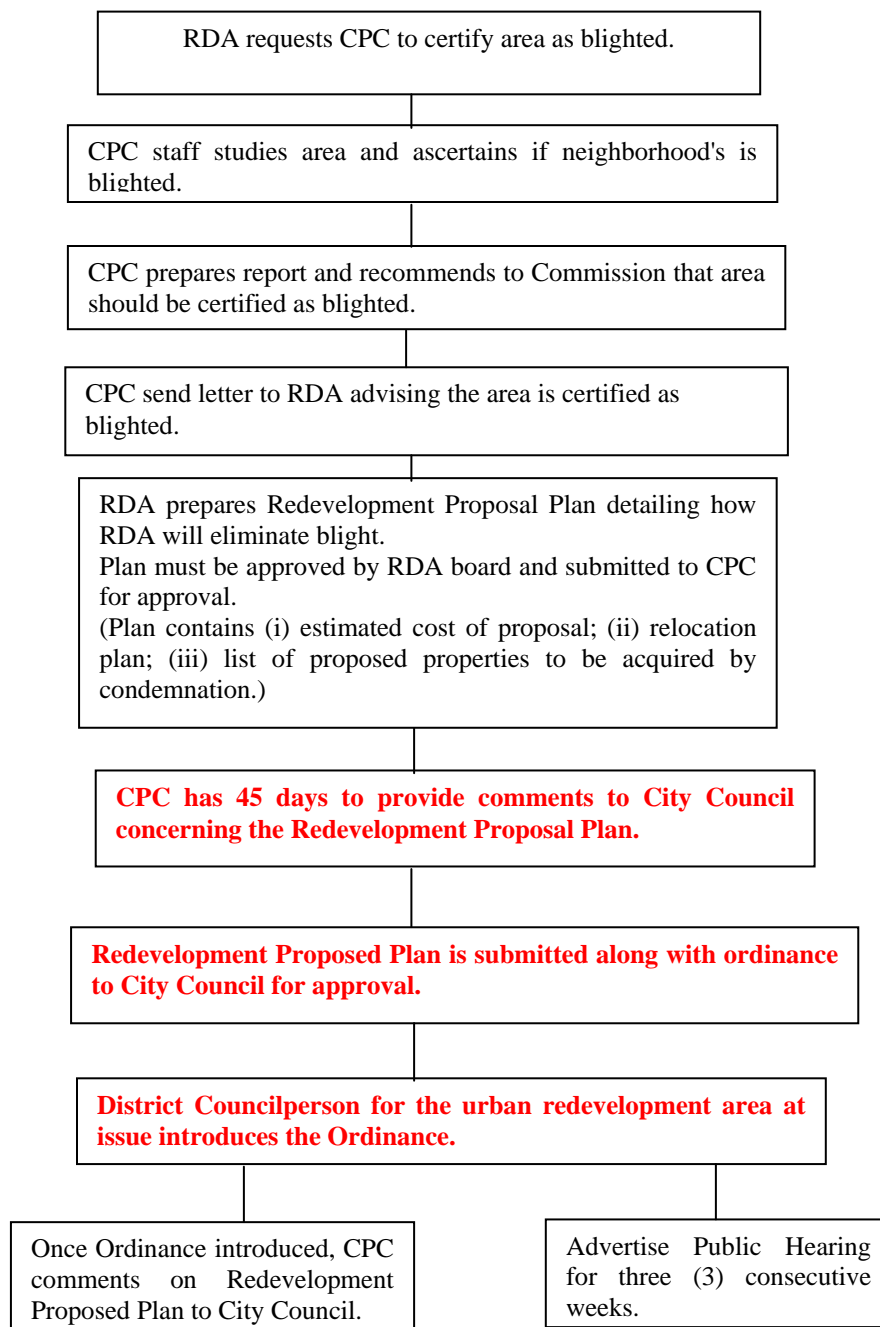 RDA requests CPC to certify area as blighted.
CPC staff studies area and ascertains if neighborhood's is
blighted.
CPC prepares report and recommends to Commission that area
should be certified as blighted.
CPC send letter to RDA advising the area is certified as
blighted.
RDA prepares Redevelopment Proposal Plan detailing how
RDA will eliminate blight.
Plan must be approved by RDA board and submitted to CPC
for approval.
(Plan contains (i) estimated cost of proposal; (ii) relocation
plan; (iii) list of proposed properties to be acquired by
condemnation.)
CPC has 45 days to provide comments to City Council
concerning the Redevelopment Proposal Plan.
Redevelopment Proposed Plan is submitted along with ordinance
to City Council for approval.
District Councilperson for the urban redevelopment area at
issue introduces the Ordinance.
Once Ordinance introduced, CPC
comments on Redevelopment
Proposed Plan to City Council.
Advertise Public Hearing
for three (3) consecutive
weeks.